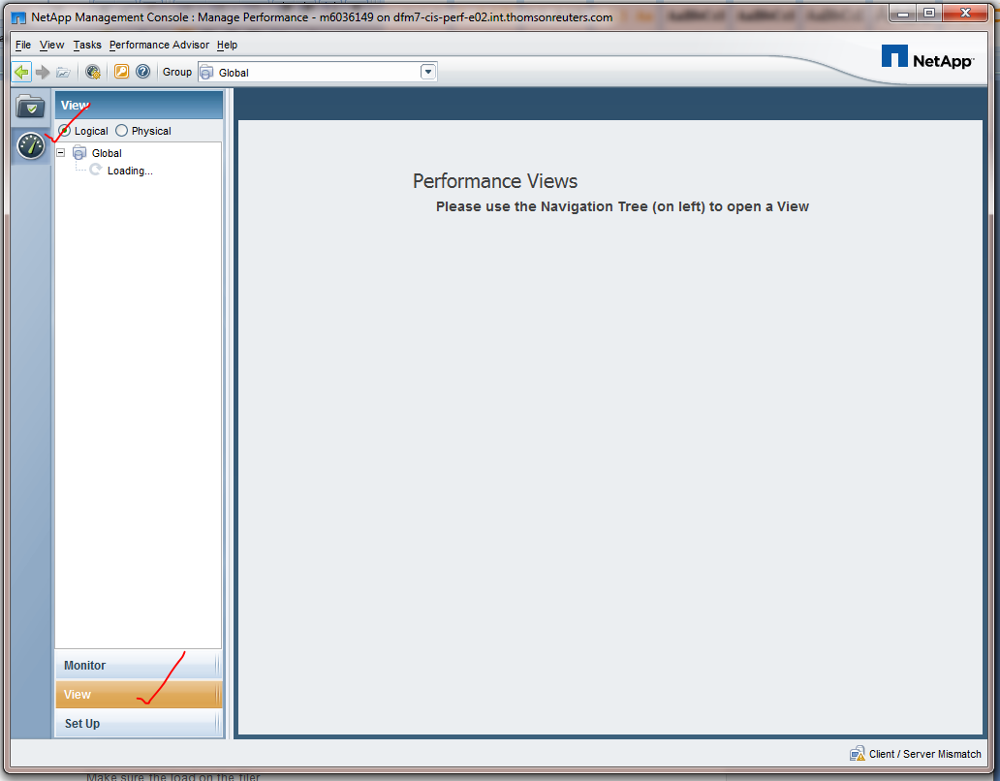 NetApp Management Console : Manage Performance - m6036149 on dfm7-cis-perf-e02.int.thomsonreuters.com
File View Tasks Performance Advisor Help
Group Global
NetApp
View
Logical Physical
Global
Loading...
Performance Views
Please use the Navigation Tree (on left) to open a View
Monitor
View
Set Up
Client / Server Mismatch
Make sure the load on the filer